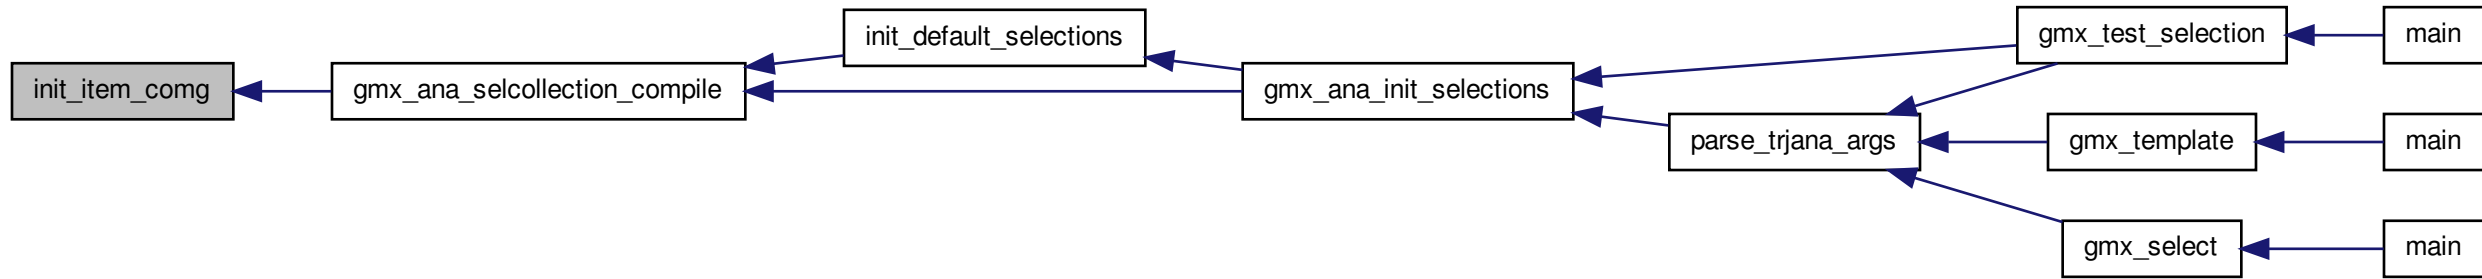 init_item_comg
gmx_ana_selcollection_compile
init_default_selections
gmx_ana_init_selections
parse_trjana_args
gmx_test_selection
main
gmx_template
main
gmx_select
main